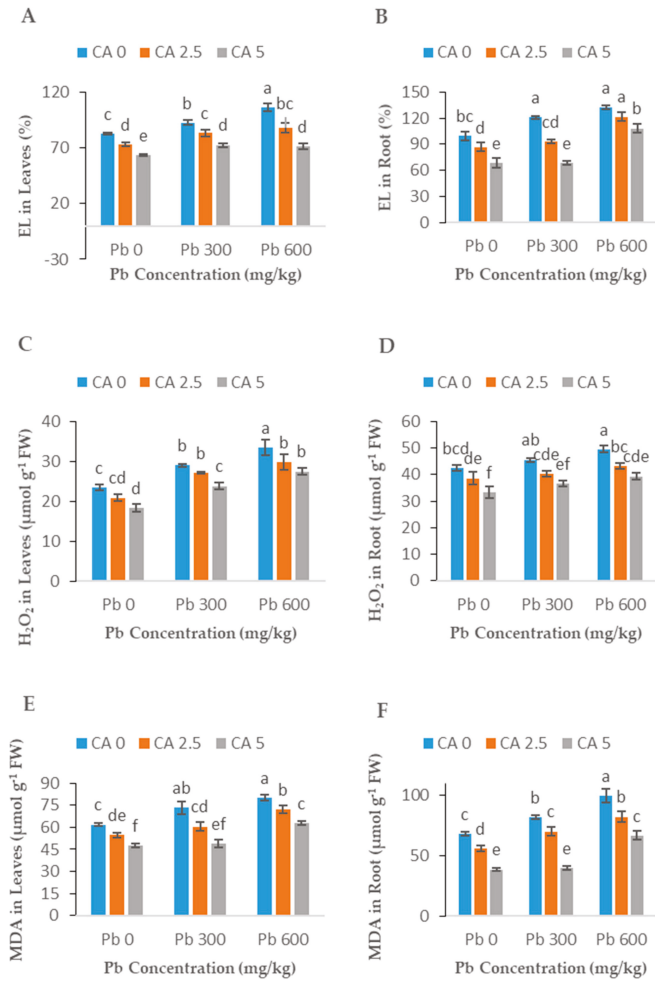 A
CA 0 CA 2.5 CA 5
EL in Leaves (%)
120
70
20
-30
c d e b c d a bc d
Pb 0 Pb 300 Pb 600
Pb Concentration (mg/kg)
B
CA 0 CA 2.5 CA 5
EL in Root (%)
150
120
90
60
30
0
bc d e a cd e a a b
Pb 0 Pb 300 Pb 600
Pb Concentration (mg/kg)
C
CA 0 CA 2.5 CA 5
H₂O₂ in Leaves (µmol g⁻¹ FW)
40
30
20
10
0
c cd d b b c a b b
Pb 0 Pb 300 Pb 600
Pb Concentration (mg/kg)
D
CA 0 CA 2.5 CA 5
H₂O₂ in Root (µmol g⁻¹ FW)
60
50
40
30
20
10
0
bcd de f ab cde ef a bc cde
Pb 0 Pb 300 Pb 600
Pb Concentration (mg/kg)
E
CA 0 CA 2.5 CA 5
MDA in Leaves (µmol g⁻¹ FW)
90
75
60
45
30
15
0
c de f ab cd ef a b c
Pb 0 Pb 300 Pb 600
Pb Concentration (mg/kg)
F
CA 0 CA 2.5 CA 5
MDA in Root (µmol g⁻¹ FW)
100
50
0
c d e b c e a b c
Pb 0 Pb 300 Pb 600
Pb Concentration (mg/kg)